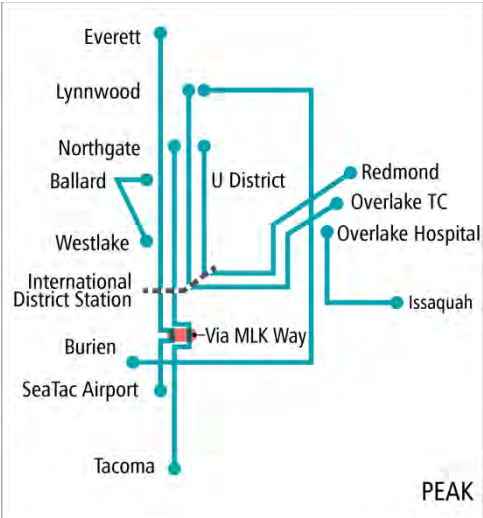 Everett
Lynnwood
Northgate
Ballard
U District
Redmond
Overlake TC
Westlake
Overlake Hospital
International
District Station
Issaquah
Via MLK Way
Burien
SeaTac Airport
Tacoma
PEAK